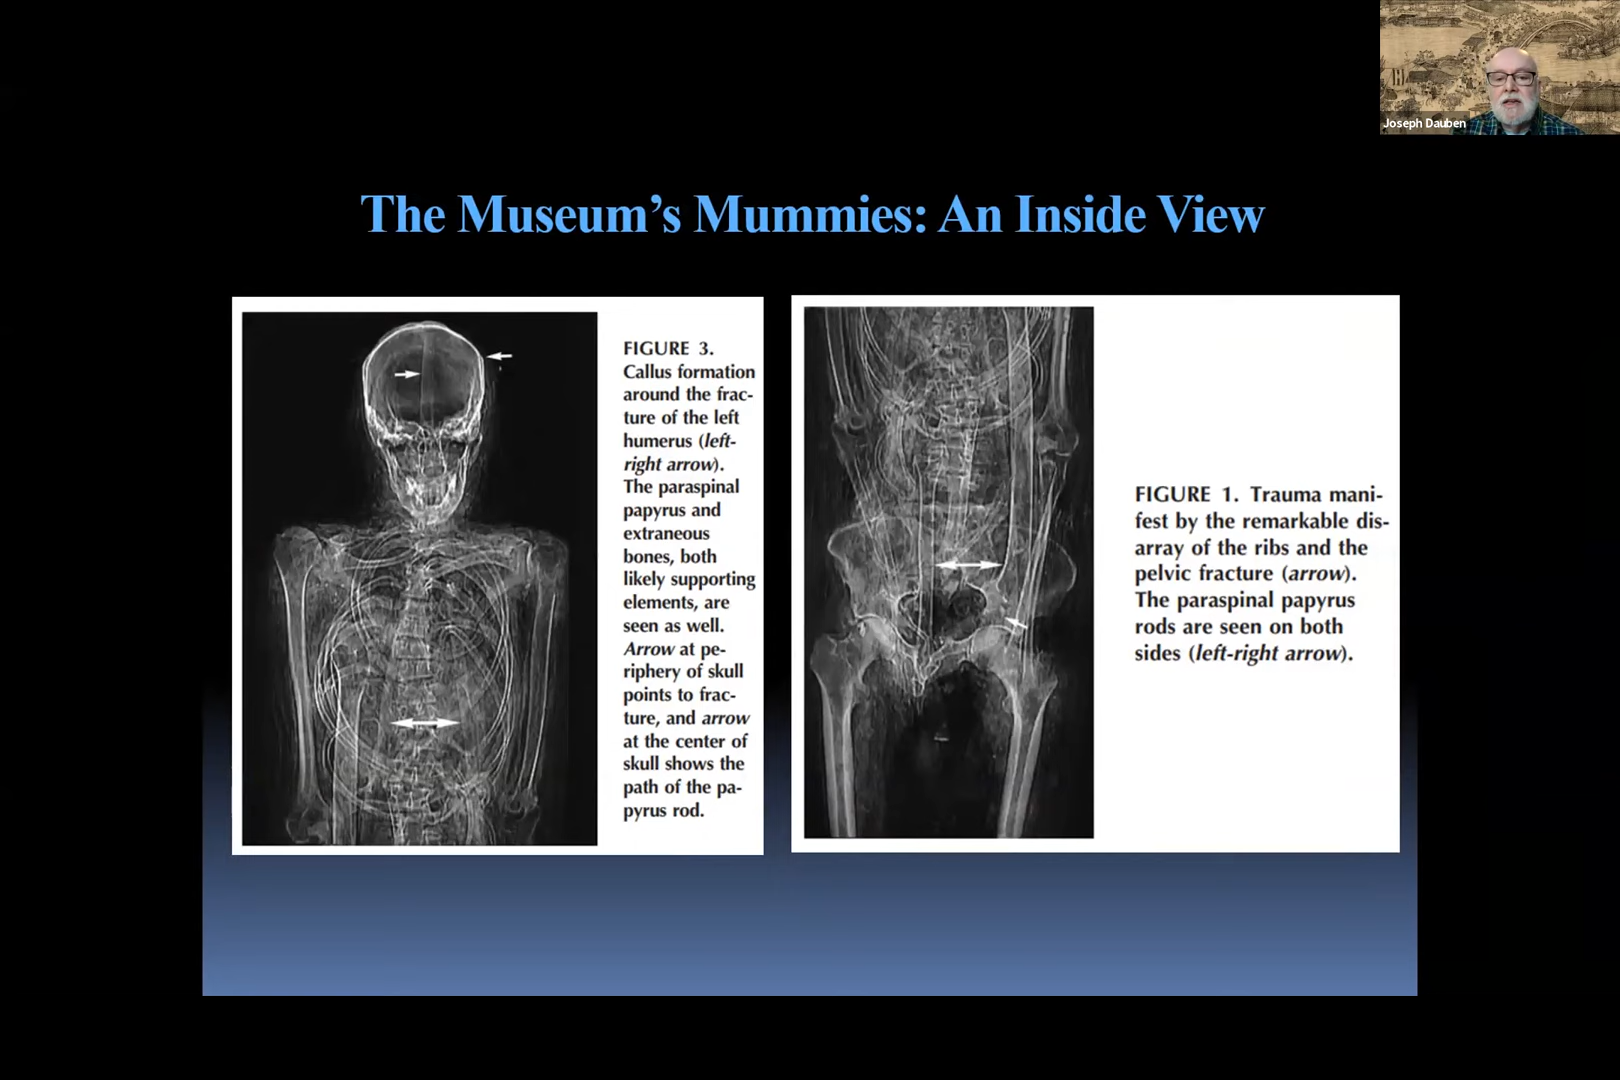 Joseph Dauben
The Museum’s Mummies: An Inside View
FIGURE 3.
Callus formation
around the frac-
ture of the left
humerus (left-
right arrow).
The paraspinal
papyrus and
extraneous
bones, both
likely supporting
elements, are
seen as well.
Arrow at pe-
riphery of skull
points to frac-
ture, and arrow
at the center of
skull shows the
path of the pa-
pyrus rod.
FIGURE 1. Trauma mani-
fest by the remarkable dis-
array of the ribs and the
pelvic fracture (arrow).
The paraspinal papyrus
rods are seen on both
sides (left-right arrow).